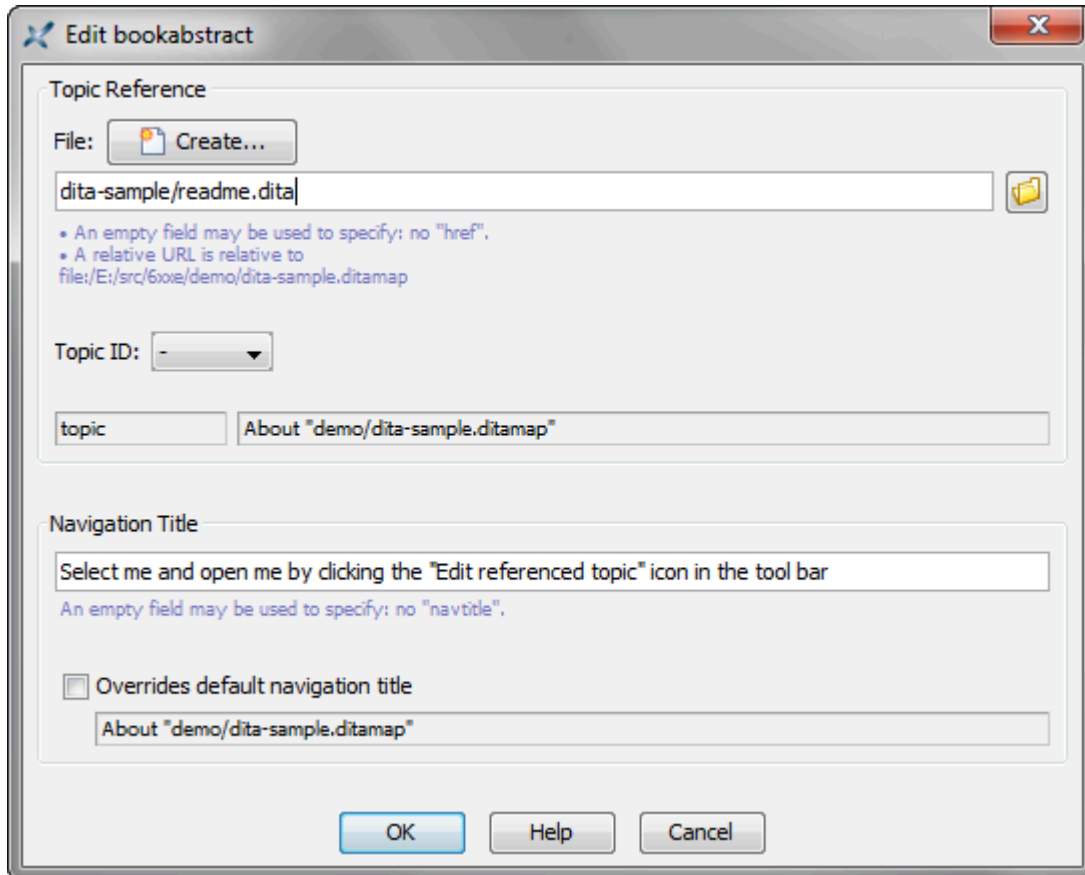 Edit bookabstract
Topic Reference
File: Create...
dita-sample/readme.dita
• An empty field may be used to specify: no "href".
• A relative URL is relative to
file:/E:/src/6xxe/demo/dita-sample.ditamap
Topic ID: -
topic About "demo/dita-sample.ditamap"
Navigation Title
Select me and open me by clicking the "Edit referenced topic" icon in the tool bar
An empty field may be used to specify: no "navtitle".
Overrides default navigation title
About "demo/dita-sample.ditamap"
OK Help Cancel